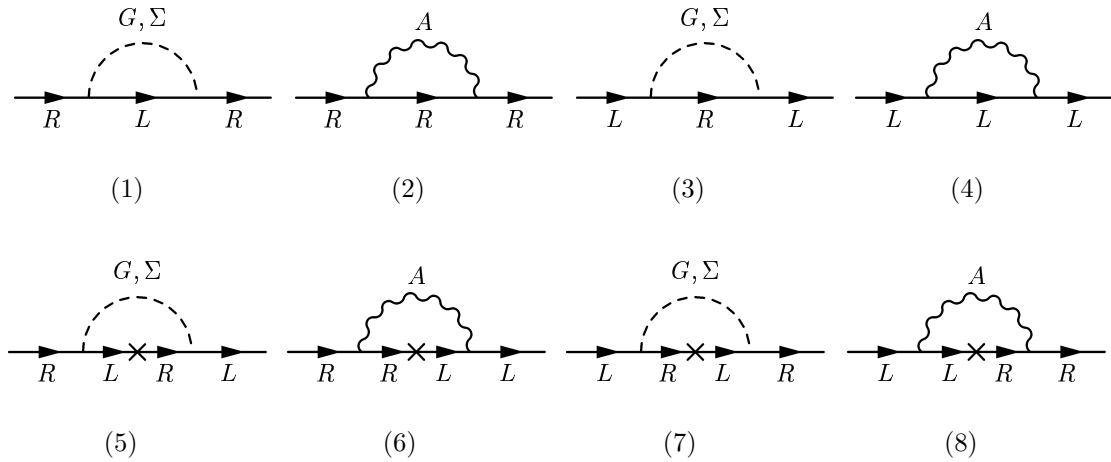 G, Σ A G, Σ A
R L R R R R L R L L L L
(1) (2) (3) (4)
G, Σ A G, Σ A
R L R L R R L L L R L R L L R R
(5) (6) (7) (8)